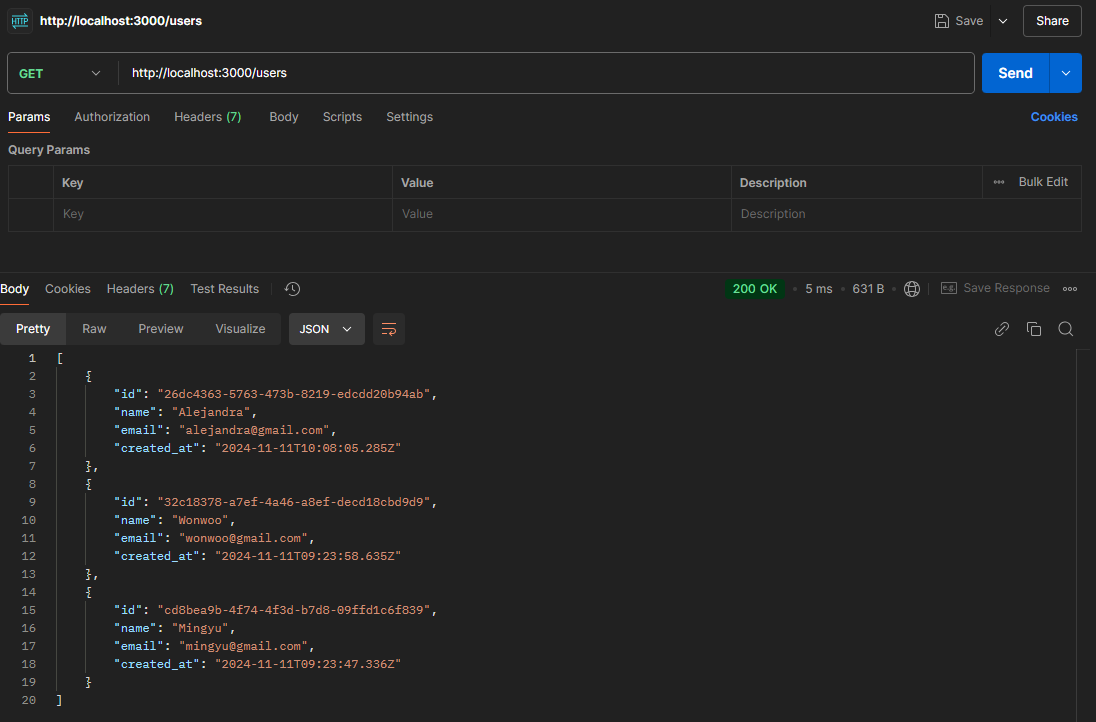 HTTP http://localhost:3000/users Save Share
GET http://localhost:3000/users Send
Params Authorization Headers (7) Body Scripts Settings Cookies
Query Params
Key Value Description ••• Bulk Edit
Key Value Description
Body Cookies Headers (7) Test Results 200 OK • 5 ms • 631 B • e.g. Save Response
Pretty Raw Preview Visualize JSON
1 [
2 {
3 "id": "26dc4363-5763-473b-8219-edcdd20b94ab",
4 "name": "Alejandra",
5 "email": "alejandra@gmail.com",
6 "created_at": "2024-11-11T10:08:05.285Z"
7 },
8 {
9 "id": "32c18378-a7ef-4a46-a8ef-decd18cbd9d9",
10 "name": "Wonwoo",
11 "email": "wonwoo@gmail.com",
12 "created_at": "2024-11-11T09:23:58.635Z"
13 },
14 {
15 "id": "cd8bea9b-4f74-4f3d-b7d8-09ffd1c6f839",
16 "name": "Mingyu",
17 "email": "mingyu@gmail.com",
18 "created_at": "2024-11-11T09:23:47.336Z"
19 }
20 ]